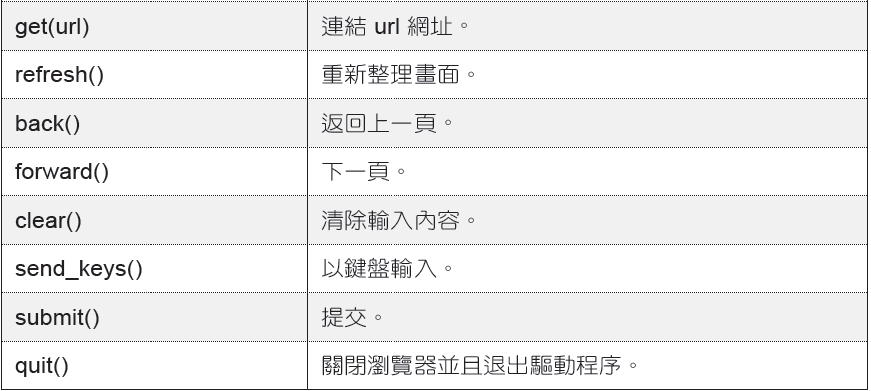 get(url) 連結 url 網址。
refresh() 重新整理畫面。
back() 返回上一頁。
forward() 下一頁。
clear() 清除輸入內容。
send_keys() 以鍵盤輸入。
submit() 提交。
quit() 關閉瀏覽器並且退出驅動程序。